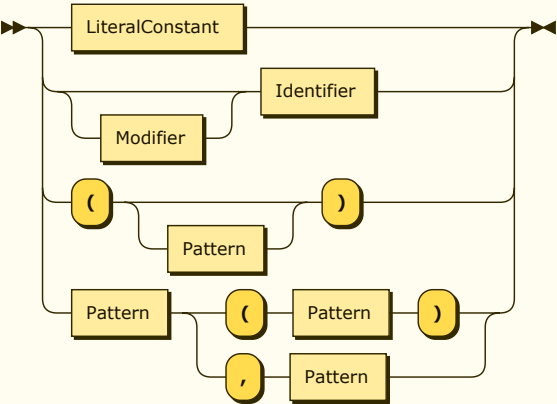 LiteralConstant
Identifier
Modifier
( )
Pattern
Pattern ( Pattern )
, Pattern